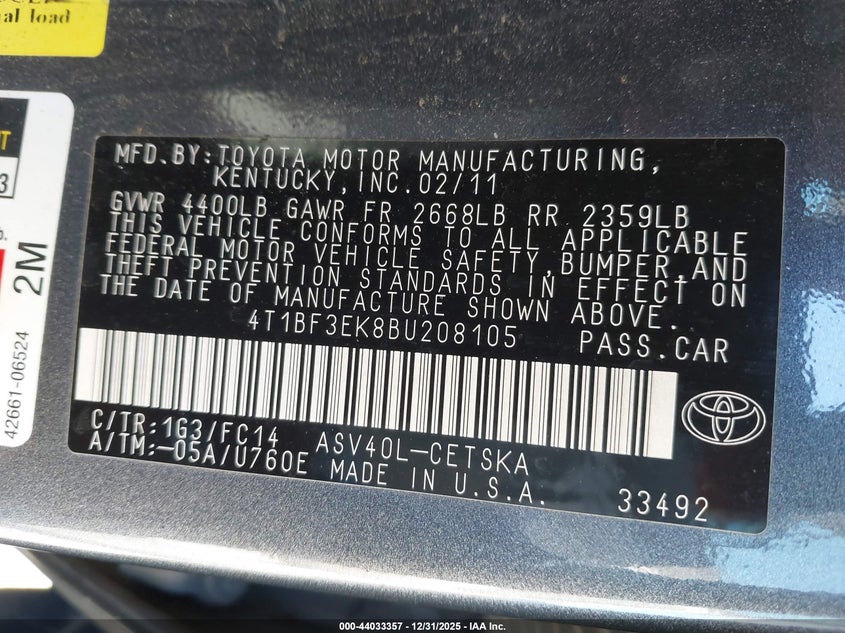 al load
3
2M
42661-06524
MFD.BY:TOYOTA MOTOR MANUFACTURING,
KENTUCKY,INC.02/11
GVWR 4400LB GAWR FR 2668LB RR 2359LB
THIS VEHICLE CONFORMS TO ALL APPLICABLE
FEDERAL MOTOR VEHICLE SAFETY,BUMPER,AND
THEFT PREVENTION STANDARDS IN EFFECT ON
THE DATE OF MANUFACTURE SHOWN ABOVE.
4T1BF3EK8BU208105 PASS.CAR
C/TR:1G3/FC14 ASV40L-CETSKA
A/TM:-05A/U760E MADE IN U.S.A.
33492
000-44033357 - 12/31/2025 - IAA Inc.